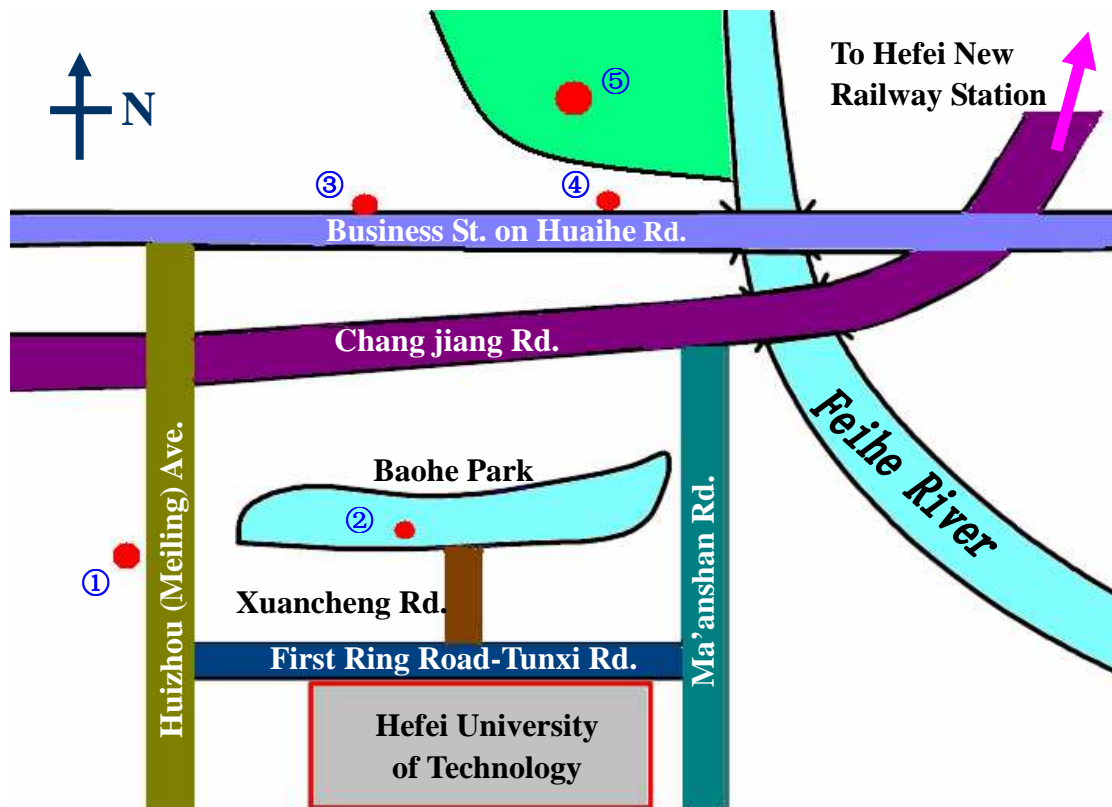 To Hefei New
Railway Station
N
⑤
③
④
Business St. on Huaihe Rd.
Chang jiang Rd.
Feihe River
Baohe Park
②
①
Huizhou (Meiling) Ave.
Ma'anshan Rd.
Xuancheng Rd.
First Ring Road-Tunxi Rd.
Hefei University
of Technology